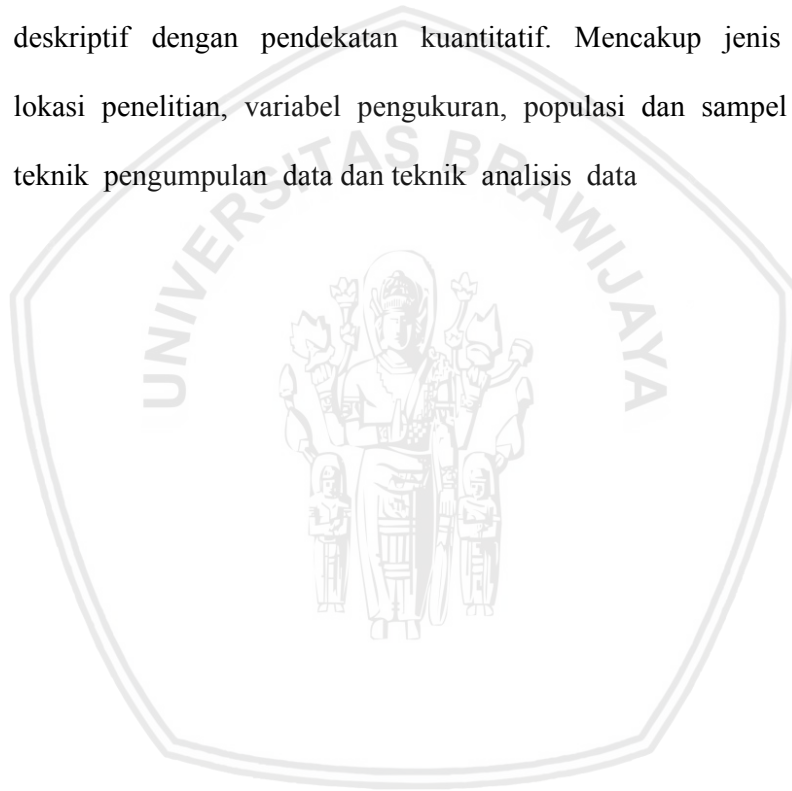 deskriptif dengan pendekatan kuantitatif. Mencakup jenis
lokasi penelitian, variabel pengukuran, populasi dan sampel
teknik pengumpulan data dan teknik analisis data
UNIVERSITAS BRAWIJAYA